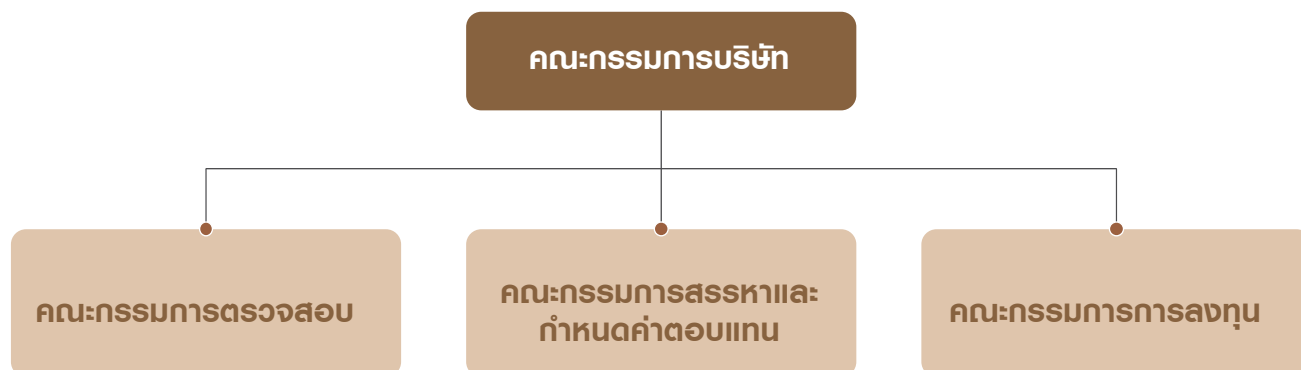 คณะกรรมการบริษัท
คณะกรรมการตรวจสอบ
คณะกรรมการสรรหาและ
กำหนดค่าตอบแทน
คณะกรรมการการลงทุน